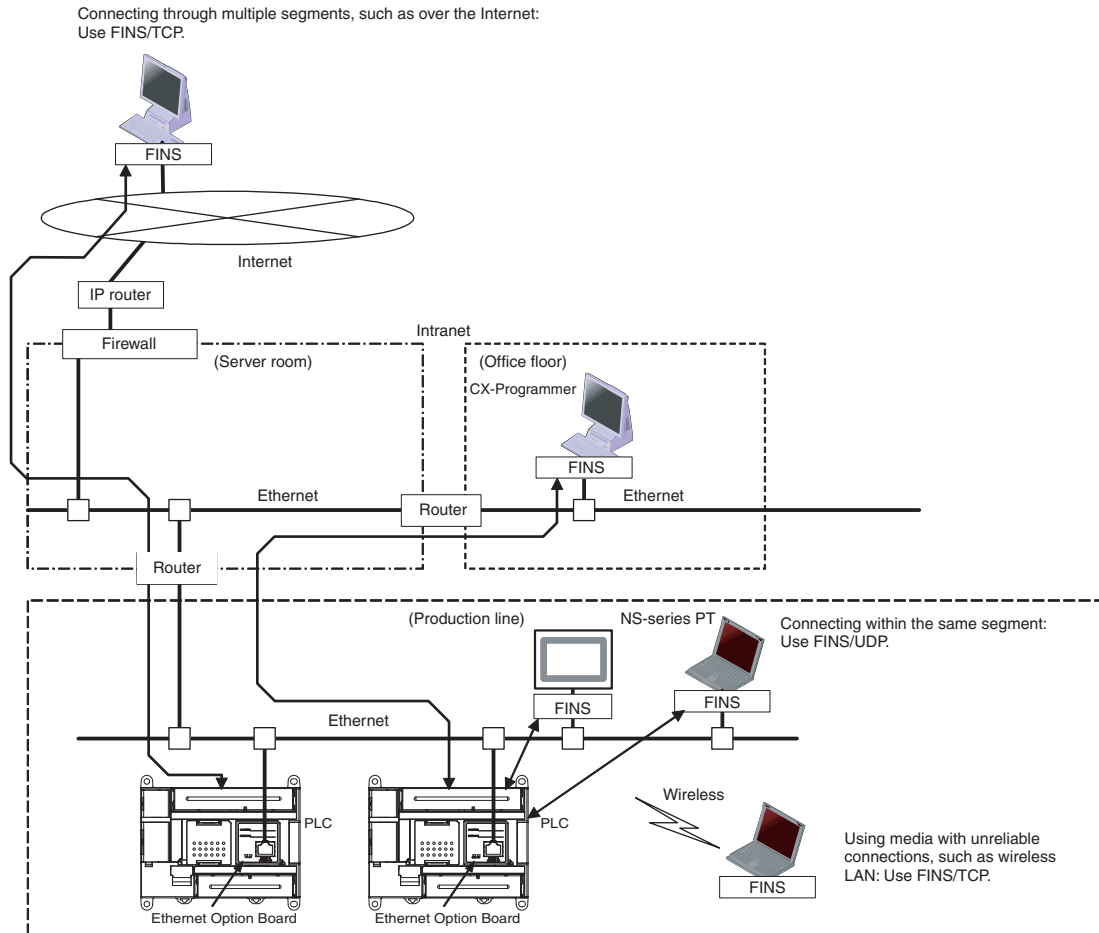 Connecting through multiple segments, such as over the Internet:
Use FINS/TCP.
FINS
Internet
IP router
Firewall
Intranet
(Server room)
(Office floor)
CX-Programmer
FINS
Ethernet
Router
Ethernet
Router
(Production line)
NS-series PT
Connecting within the same segment:
Use FINS/UDP.
FINS
FINS
Ethernet
Wireless
PLC
PLC
Using media with unreliable
connections, such as wireless
LAN: Use FINS/TCP.
FINS
Ethernet Option Board
Ethernet Option Board